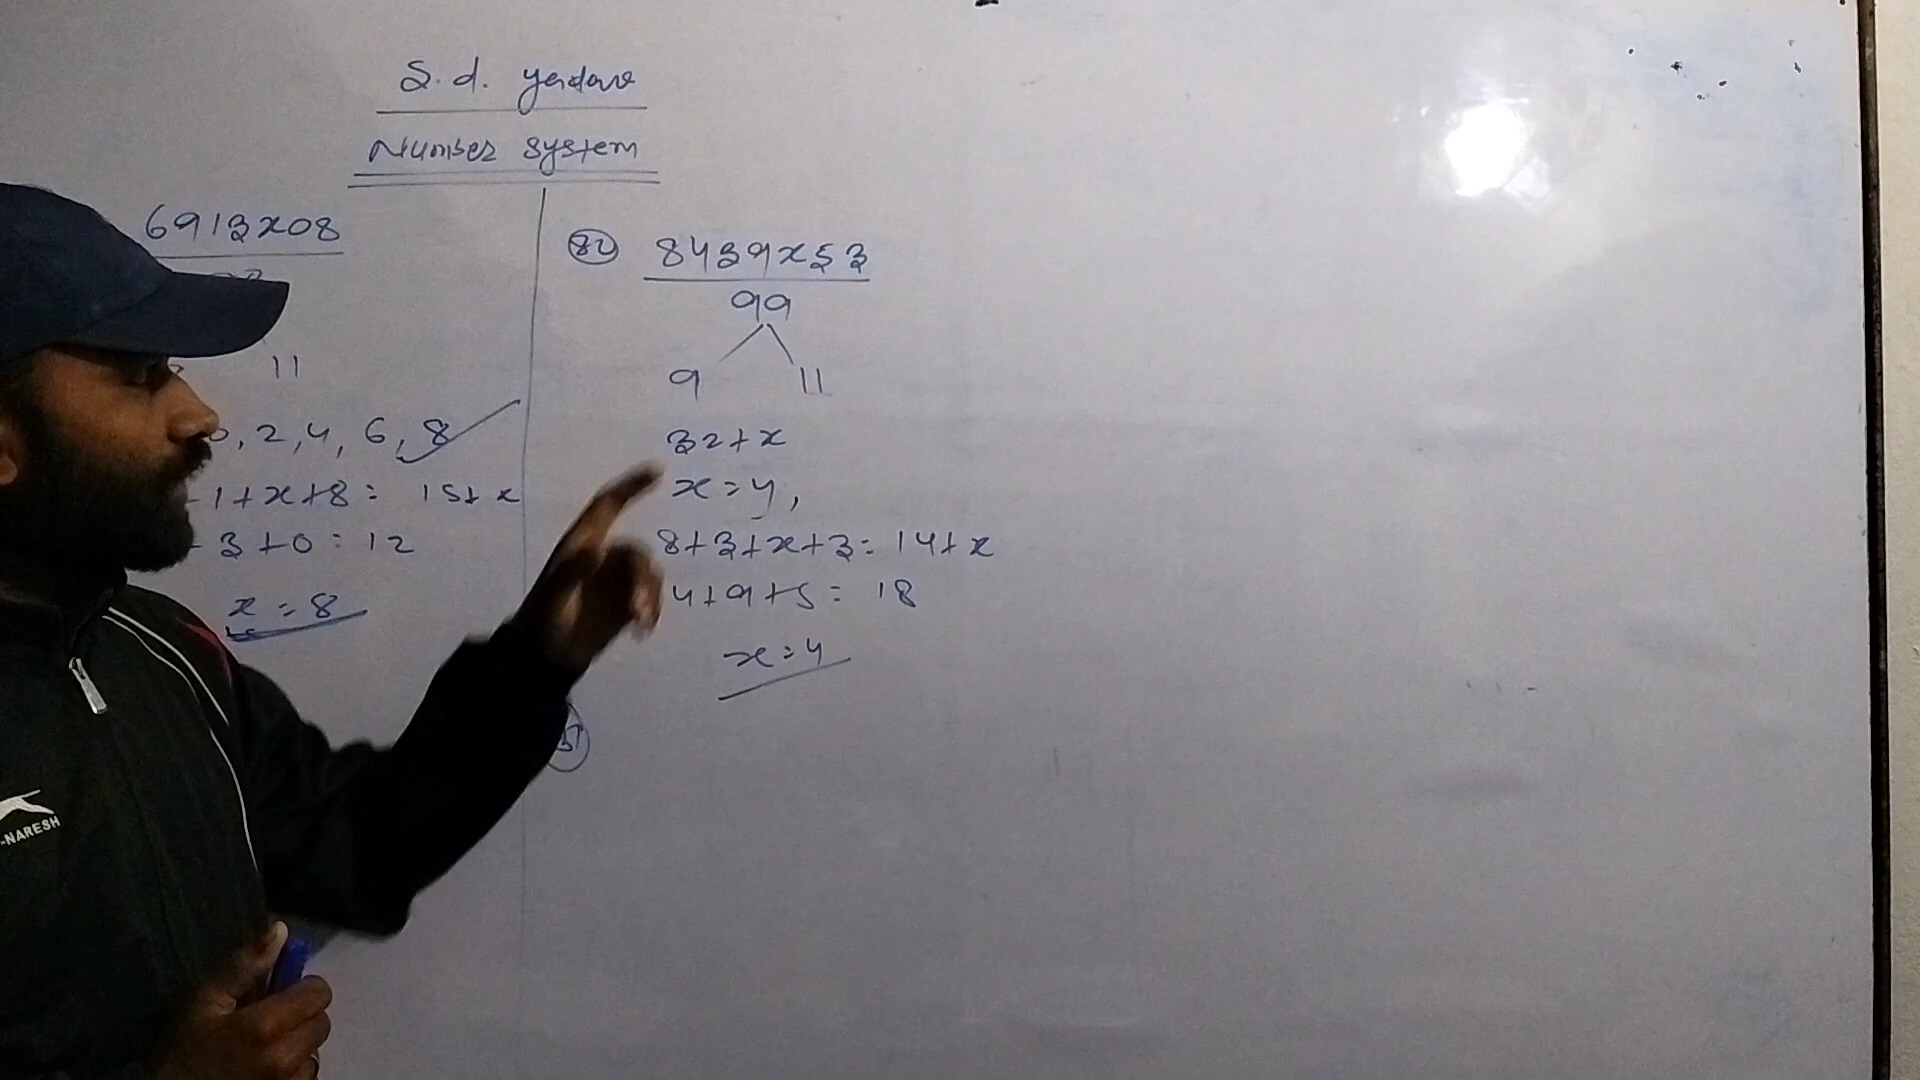 S. d. yadav
Number system
6913x08
11
0, 2, 4, 6, 8
1+x+8= 15+x
3+0= 12
x = 8
82 8439x53
99
9 11
32+x
x=4,
8+3+x+3= 14+x
4+9+5= 18
x=4
-NARESH